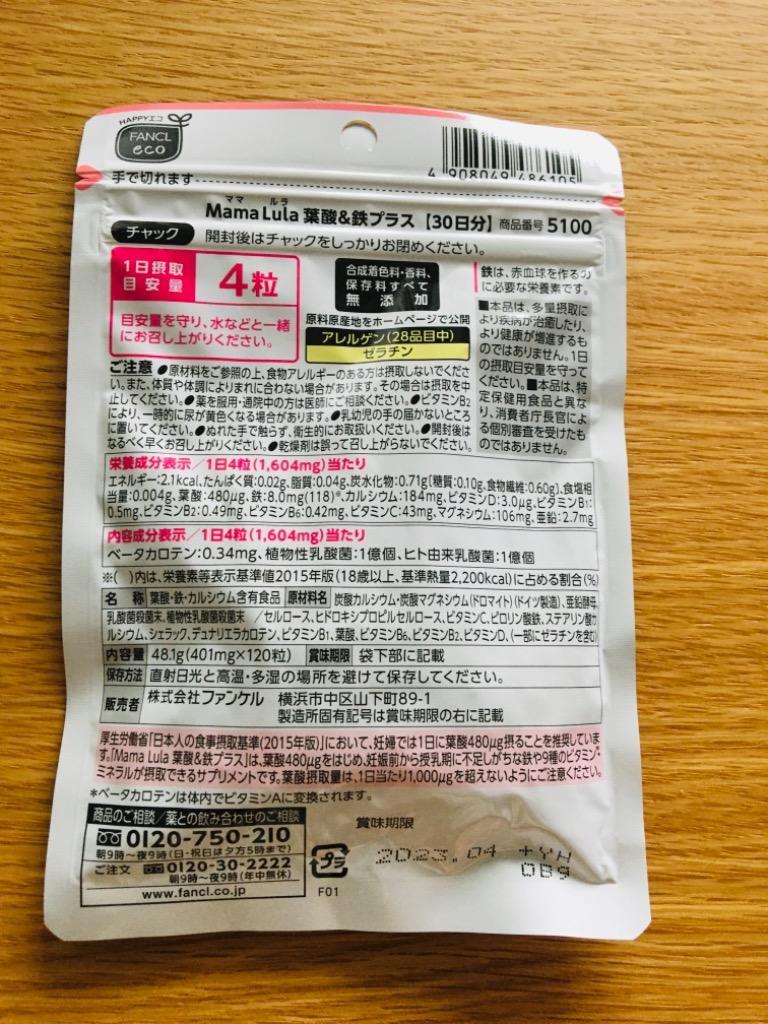 HAPPYエコ
FANCL
eco
4 908049 486105
手で切れます
ママ ルラ
Mama Lula 葉酸&鉄プラス【30日分】商品番号 5100
チャック 開封後はチャックをしっかりお閉めください。
1日摂取目安量 4粒
目安量を守り、水などと一緒
にお召し上がりください。
合成着色料・香料、
保存料すべて
無添加
原料原産地をホームページで公開
アレルゲン(28品目中)
ゼラチン
鉄は、赤血球を作るの
に必要な栄養素です。
■本品は、多量摂取に
より疾病が治癒したり、
より健康が増進するも
のではありません。1日
の摂取目安量を守って
ください。■本品は、特
定保健用食品と異な
り、消費者庁長官によ
る個別審査を受けたも
のではありません。
ご注意 ●原材料をご参照の上、食物アレルギーのある方は摂取しないでくださ
い。また、体質や体調によりまれに合わない場合があります。その場合は摂取を中
止してください。●薬を服用・通院中の方は医師にご相談ください。●ビタミンB2
により、一時的に尿が黄色くなる場合があります。●乳幼児の手の届かないところ
に置いてください。●ぬれた手で触らず、衛生的にお取扱いください。●開封後は
なるべく早くお召し上がりください。●乾燥剤は誤って召し上がらないでください。
栄養成分表示/1日4粒(1,604mg)当たり
エネルギー:2.1kcal、たんぱく質:0.02g、脂質:0.04g、炭水化物:0.71g(糖質:0.10g、食物繊維:0.60g)、食塩相
当量:0.004g、葉酸:480μg、鉄:8.0mg(118)※、カルシウム:184mg、ビタミンD:3.0μg、ビタミンB1:
0.5mg、ビタミンB2:0.49mg、ビタミンB6:0.42mg、ビタミンC:43mg、マグネシウム:106mg、亜鉛:2.7mg
内容成分表示/1日4粒(1,604mg)当たり
ベータカロテン:0.34mg、植物性乳酸菌:1億個、ヒト由来乳酸菌:1億個
※( )内は、栄養素等表示基準値2015年版(18歳以上、基準熱量2,200kcal)に占める割合(%)
名 称 葉酸・鉄・カルシウム含有食品 原材料名 炭酸カルシウム・炭酸マグネシウム(ドロマイト)(ドイツ製造)、亜鉛酵母、
乳酸菌殺菌末、植物性乳酸菌殺菌末 /セルロース、ヒドロキシプロピルセルロース、ビタミンC、ピロリン酸鉄、ステアリン酸カ
ルシウム、シェラック、デュナリエラカロテン、ビタミンB1、葉酸、ビタミンB6、ビタミンB2、ビタミンD、(一部にゼラチンを含む)
内容量 48.1g(401mg×120粒) 賞味期限 袋下部に記載
保存方法 直射日光と高温・多湿の場所を避けて保存してください。
販売者 株式会社ファンケル 横浜市中区山下町89-1
製造所固有記号は賞味期限の右に記載
厚生労働省「日本人の食事摂取基準(2015年版)」において、妊婦では1日に葉酸480μg摂ることを推奨していま
す。「Mama Lula 葉酸&鉄プラス」は、葉酸480μgをはじめ、妊娠前から授乳期に不足しがちな鉄や9種のビタミン*
ミネラルが摂取できるサプリメントです。葉酸摂取量は、1日当たり1,000μgを超えないようにご注意ください。
*ベータカロテンは体内でビタミンAに変換されます。
商品のご相談/薬との飲み合わせのご相談
0120-750-210
朝9時～夜9時(日・祝日は夕方5時まで)
ご注文 0120-30-2222
朝9時～夜9時(年中無休)
www.fancl.co.jp
プラ
F01
賞味期限
2023.04 +YH
0B9